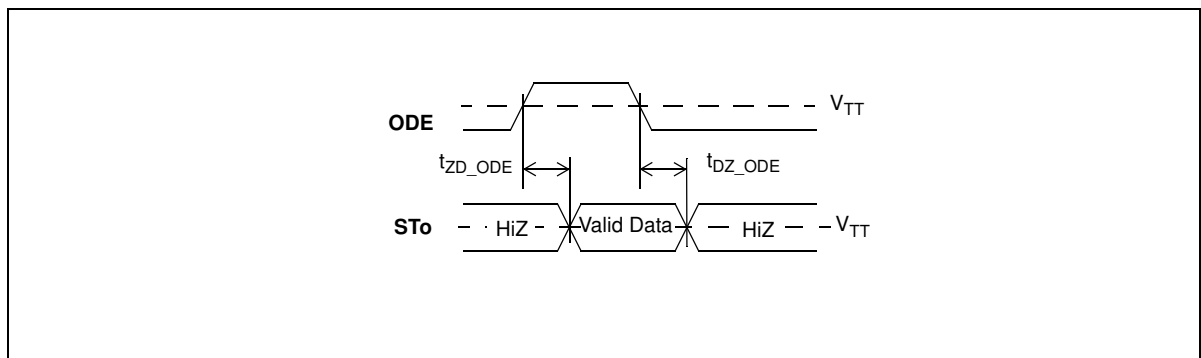 ODE
V_TT
t_ZD_ODE
t_DZ_ODE
STo
HiZ
Valid Data
HiZ
V_TT